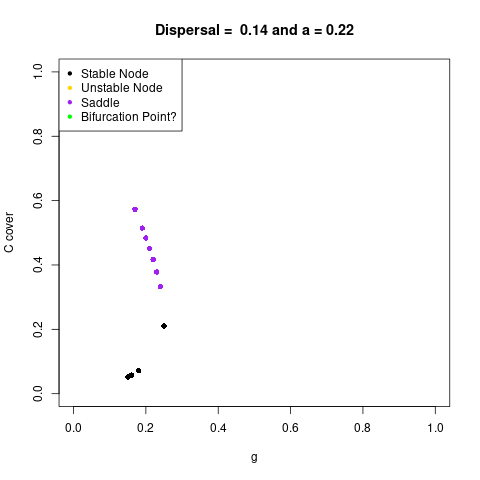 Dispersal =  0.14 and a = 0.22
Stable Node
Unstable Node
Saddle
Bifurcation Point?
C cover
1.0
0.8
0.6
0.4
0.2
0.0
0.0 0.2 0.4 0.6 0.8 1.0
g